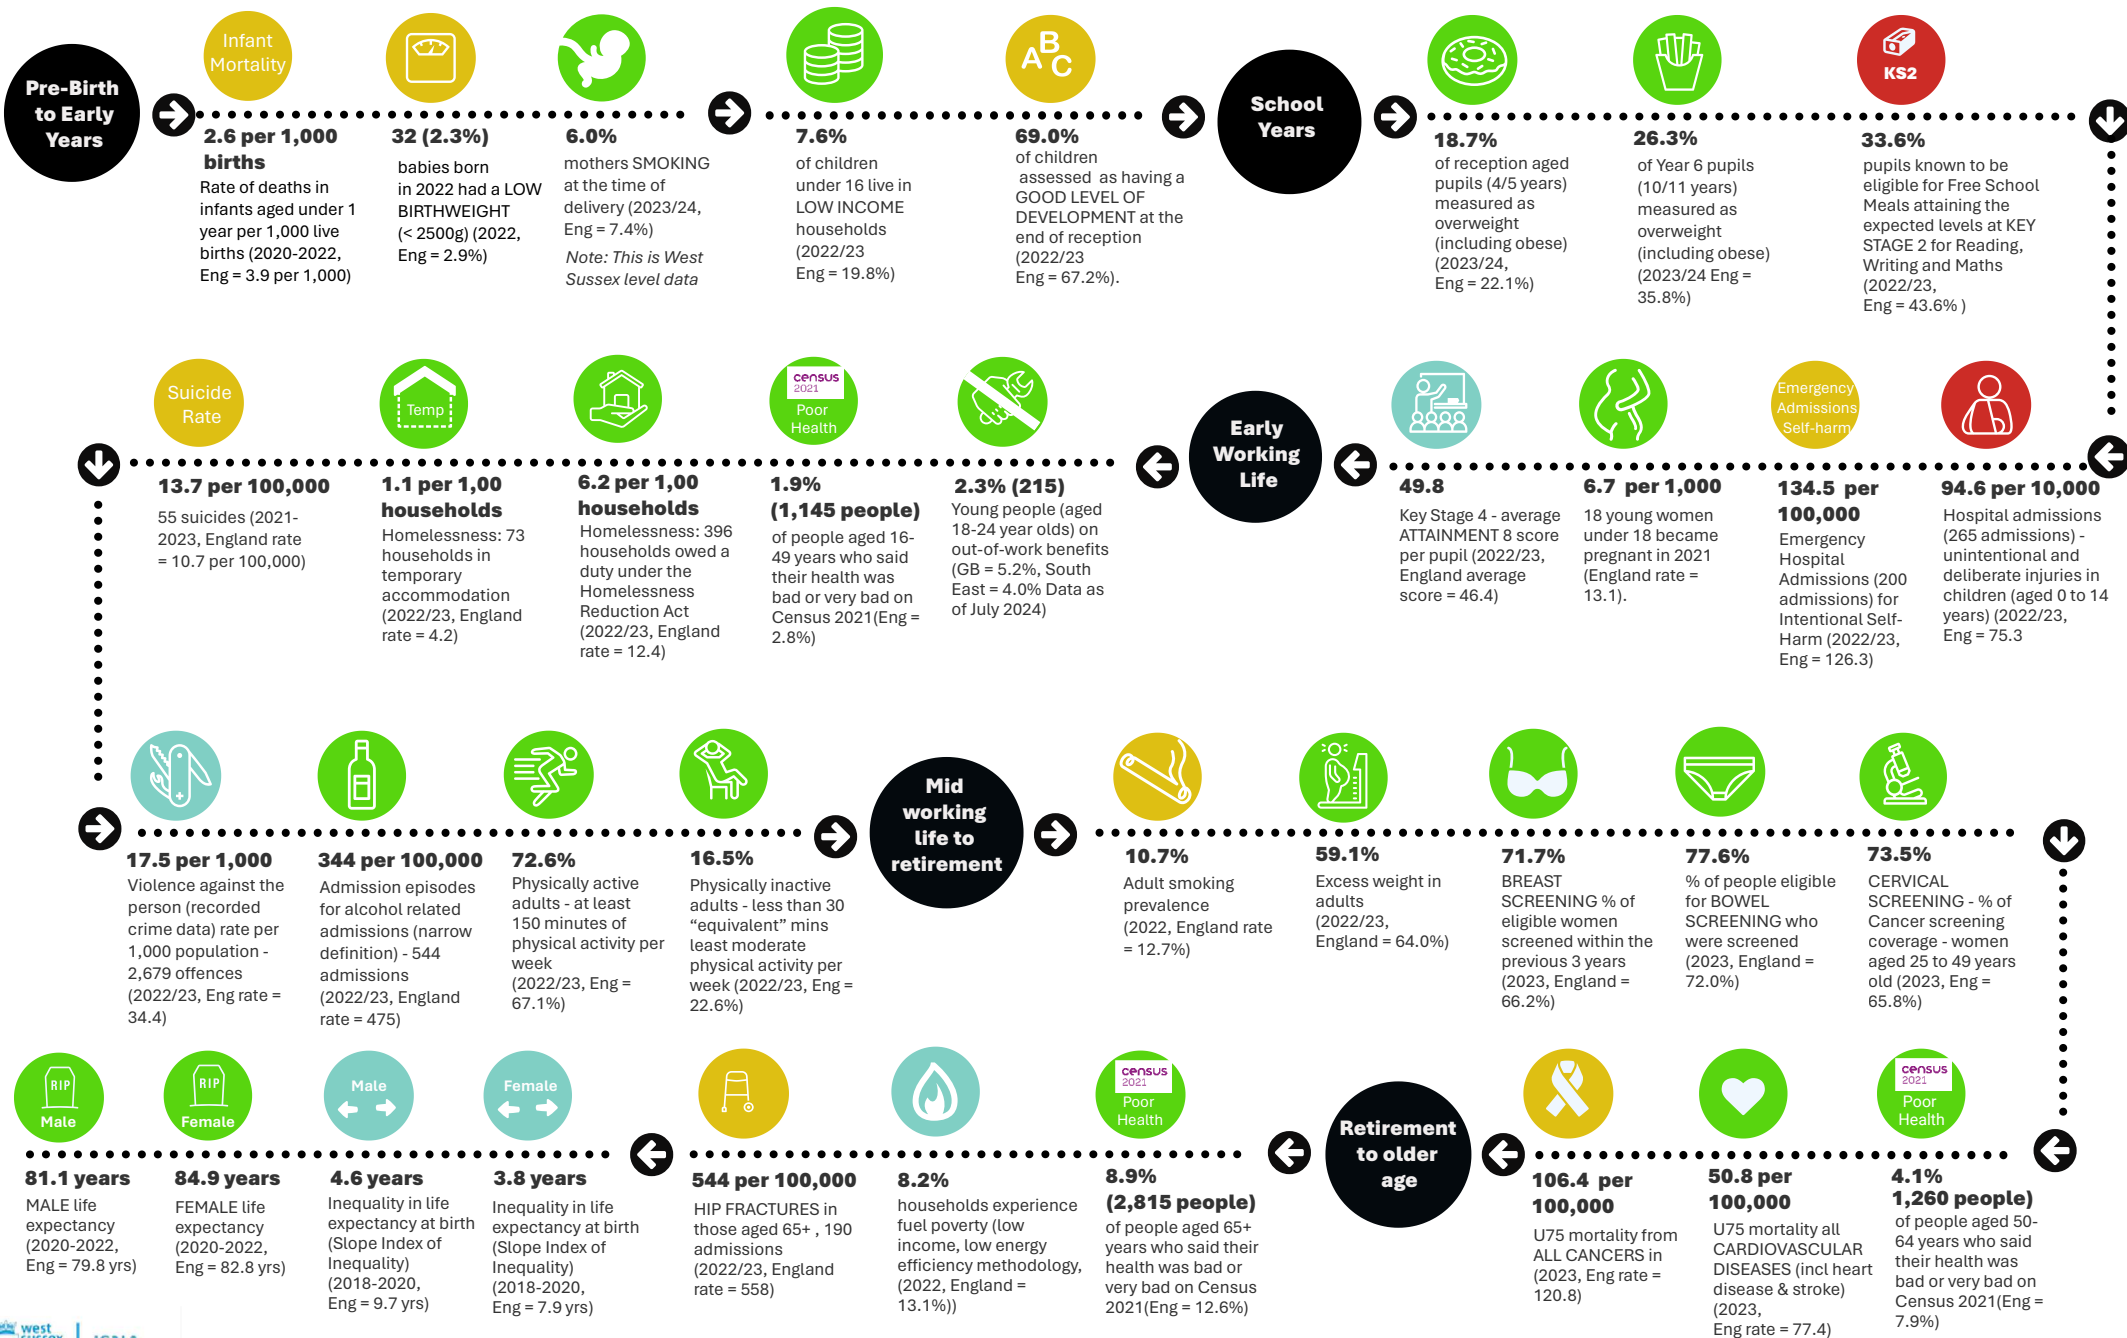 Pre-Birth
to Early
Years
Infant
Mortality
2.6 per 1,000
births
Rate of deaths in
infants aged under 1
year per 1,000 live
births (2020-2022,
Eng = 3.9 per 1,000)
32 (2.3%)
babies born
in 2022 had a LOW
BIRTHWEIGHT
(< 2500g) (2022,
Eng = 2.9%)
6.0%
mothers SMOKING
at the time of
delivery (2023/24,
Eng = 7.4%)
Note: This is West
Sussex level data
7.6%
of children
under 16 live in
LOW INCOME
households
(2022/23
Eng = 19.8%)
A B C
69.0%
of children
assessed as having a
GOOD LEVEL OF
DEVELOPMENT at the
end of reception
(2022/23
Eng = 67.2%).
School
Years
18.7%
of reception aged
pupils (4/5 years)
measured as
overweight
(including obese)
(2023/24,
Eng = 22.1%)
26.3%
of Year 6 pupils
(10/11 years)
measured as
overweight
(including obese)
(2023/24 Eng =
35.8%)
KS2
33.6%
pupils known to be
eligible for Free School
Meals attaining the
expected levels at KEY
STAGE 2 for Reading,
Writing and Maths
(2022/23,
Eng = 43.6% )
94.6 per 10,000
Hospital admissions
(265 admissions) -
unintentional and
deliberate injuries in
children (aged 0 to 14
years) (2022/23,
Eng = 75.3
Emergency
Admissions
Self-harm
134.5 per
100,000
Emergency
Hospital
Admissions (200
admissions) for
Intentional Self-
Harm (2022/23,
Eng = 126.3)
6.7 per 1,000
18 young women
under 18 became
pregnant in 2021
(England rate =
13.1).
49.8
Key Stage 4 - average
ATTAINMENT 8 score
per pupil (2022/23,
England average
score = 46.4)
Early
Working
Life
2.3% (215)
Young people (aged
18-24 year olds) on
out-of-work benefits
(GB = 5.2%, South
East = 4.0% Data as
of July 2024)
census
2021
Poor
Health
1.9%
(1,145 people)
of people aged 16-
49 years who said
their health was
bad or very bad on
Census 2021(Eng =
2.8%)
6.2 per 1,00
households
Homelessness: 396
households owed a
duty under the
Homelessness
Reduction Act
(2022/23, England
rate = 12.4)
Temp
1.1 per 1,00
households
Homelessness: 73
households in
temporary
accommodation
(2022/23, England
rate = 4.2)
Suicide
Rate
13.7 per 100,000
55 suicides (2021-
2023, England rate
= 10.7 per 100,000)
17.5 per 1,000
Violence against the
person (recorded
crime data) rate per
1,000 population -
2,679 offences
(2022/23, Eng rate =
34.4)
344 per 100,000
Admission episodes
for alcohol related
admissions (narrow
definition) - 544
admissions
(2022/23, England
rate = 475)
72.6%
Physically active
adults - at least
150 minutes of
physical activity per
week
(2022/23, Eng =
67.1%)
16.5%
Physically inactive
adults - less than 30
“equivalent” mins
least moderate
physical activity per
week (2022/23, Eng =
22.6%)
Mid
working
life to
retirement
10.7%
Adult smoking
prevalence
(2022, England rate
= 12.7%)
59.1%
Excess weight in
adults
(2022/23,
England = 64.0%)
71.7%
BREAST
SCREENING % of
eligible women
screened within the
previous 3 years
(2023, England =
66.2%)
77.6%
% of people eligible
for BOWEL
SCREENING who
were screened
(2023, England =
72.0%)
73.5%
CERVICAL
SCREENING - % of
Cancer screening
coverage - women
aged 25 to 49 years
old (2023, Eng =
65.8%)
census
2021
Poor
Health
4.1%
1,260 people)
of people aged 50-
64 years who said
their health was
bad or very bad on
Census 2021(Eng =
7.9%)
50.8 per
100,000
U75 mortality all
CARDIOVASCULAR
DISEASES (incl heart
disease & stroke)
(2023,
Eng rate = 77.4)
106.4 per
100,000
U75 mortality from
ALL CANCERS in
(2023, Eng rate =
120.8)
Retirement
to older
age
census
2021
Poor
Health
8.9%
(2,815 people)
of people aged 65+
years who said their
health was bad or
very bad on Census
2021(Eng = 12.6%)
8.2%
households experience
fuel poverty (low
income, low energy
efficiency methodology,
(2022, England =
13.1%))
544 per 100,000
HIP FRACTURES in
those aged 65+ , 190
admissions
(2022/23, England
rate = 558)
Female
3.8 years
Inequality in life
expectancy at birth
(Slope Index of
Inequality)
(2018-2020,
Eng = 7.9 yrs)
Male
4.6 years
Inequality in life
expectancy at birth
(Slope Index of
Inequality)
(2018-2020,
Eng = 9.7 yrs)
RIP
Female
84.9 years
FEMALE life
expectancy
(2020-2022,
Eng = 82.8 yrs)
RIP
Male
81.1 years
MALE life
expectancy
(2020-2022,
Eng = 79.8 yrs)
west